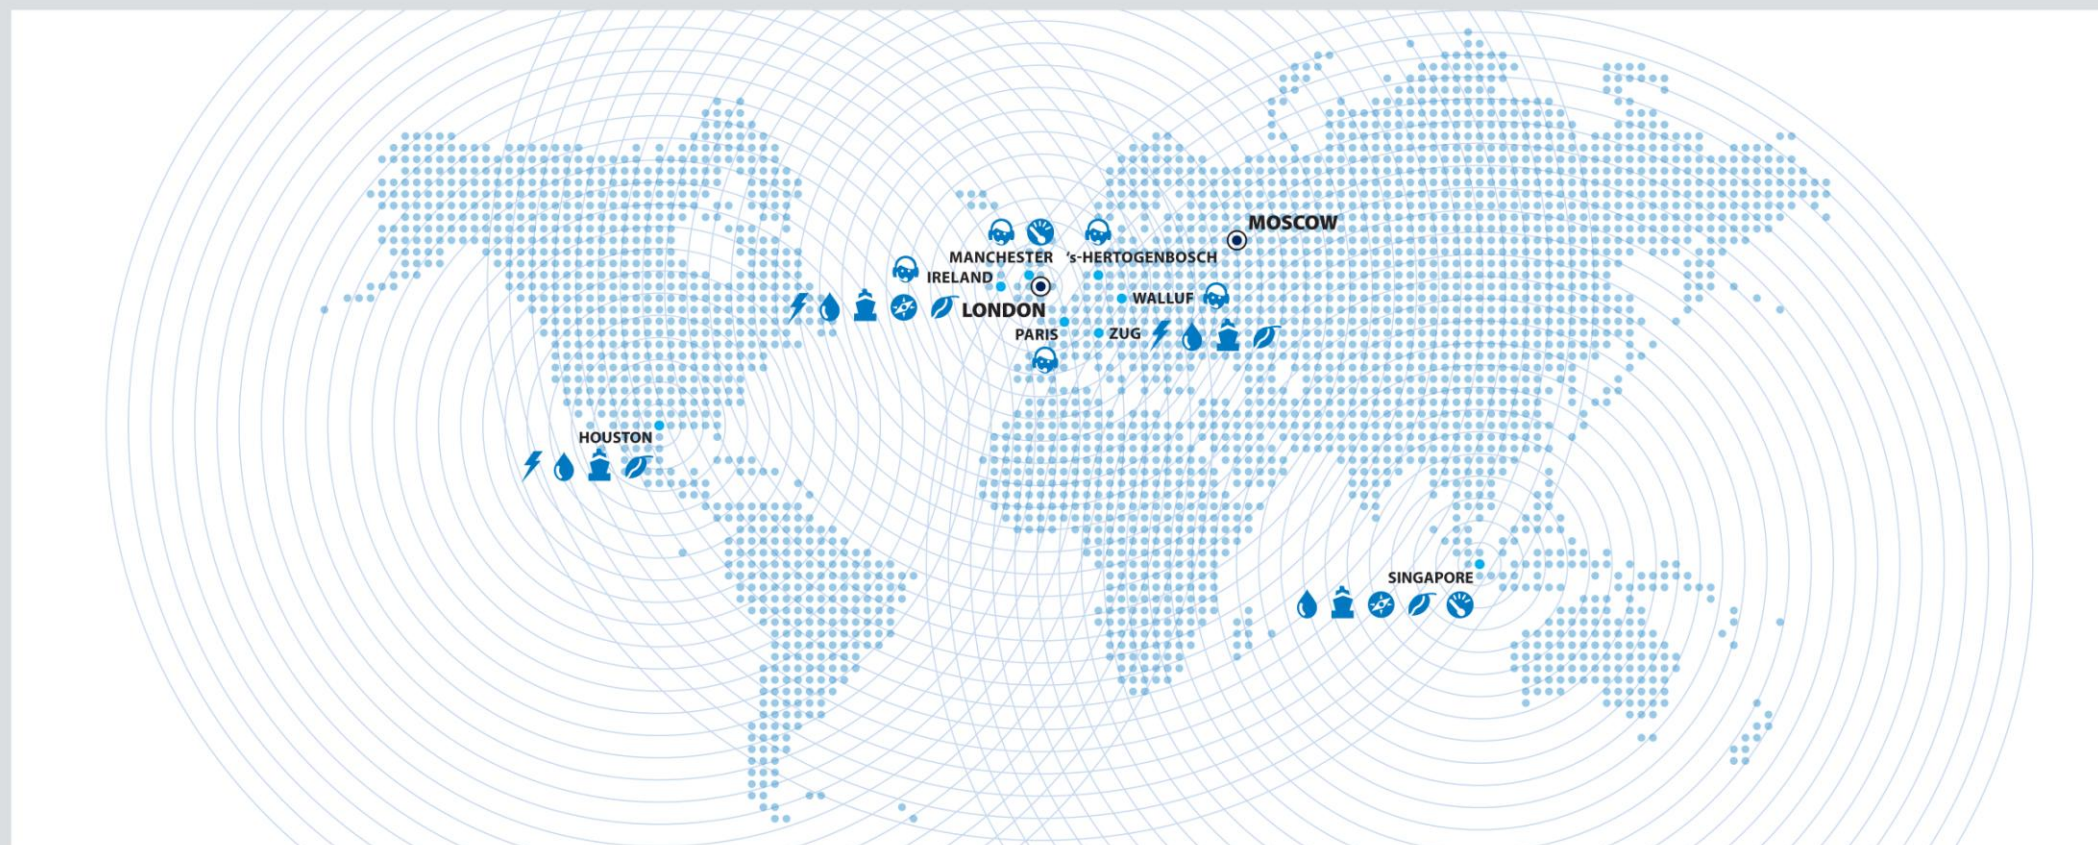 MOSCOW
MANCHESTER
's-HERTOGENBOSCH
IRELAND
WALLUF
LONDON
PARIS
ZUG
HOUSTON
SINGAPORE